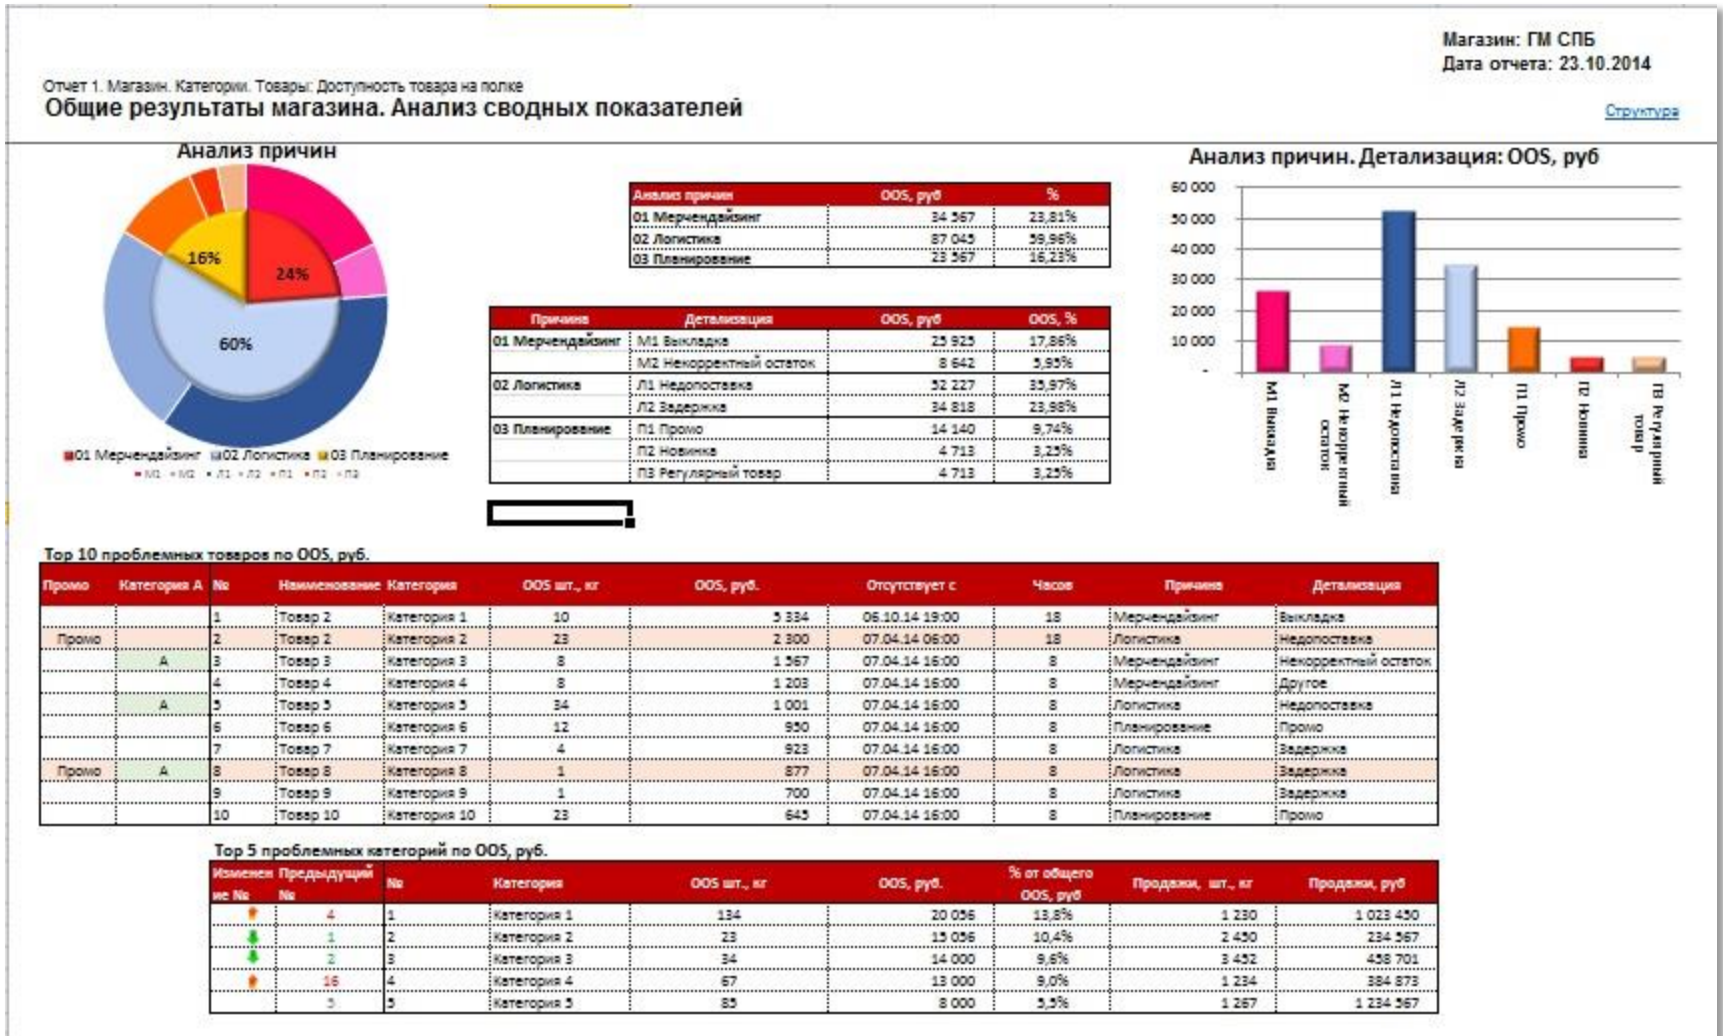 Магазин: ГМ СПБ
Дата отчета: 23.10.2014
Отчет 1. Магазин. Категории. Товары: Доступность товара на полке
Общие результаты магазина. Анализ сводных показателей
Структура
Анализ причин
16%
24%
60%
01 Мерчендайзинг 02 Логистика 03 Планирование
М1 М2 Л1 Л2 П1 П2 П3
Анализ причин OOS, руб %
01 Мерчендайзинг 34 567 23,81%
02 Логистика 87 045 59,96%
03 Планирование 23 567 16,23%
Причина Детализация OOS, руб OOS, %
01 Мерчендайзинг М1 Выкладка 25 925 17,86%
М2 Некорректный остаток 8 642 5,95%
02 Логистика Л1 Недопоставка 52 227 35,97%
Л2 Задержка 34 818 23,98%
03 Планирование П1 Промо 14 140 9,74%
П2 Новинка 4 713 3,25%
П3 Регулярный товар 4 713 3,25%
Анализ причин. Детализация: OOS, руб
60 000
50 000
40 000
30 000
20 000
10 000
-
М1 Выкладка
М2 Некорректный остаток
Л1 Недопоставка
Л2 Задержка
П1 Промо
П2 Новинка
П3 Регулярный товар
Top 10 проблемных товаров по OOS, руб.
Промо Категория А № Наименование Категория OOS шт., кг OOS, руб. Отсутствует с Часов Причина Детализация
1 Товар 2 Категория 1 10 5 334 06.10.14 19:00 18 Мерчендайзинг Выкладка
Промо 2 Товар 2 Категория 2 23 2 300 07.04.14 06:00 18 Логистика Недопоставка
А 3 Товар 3 Категория 3 8 1 567 07.04.14 16:00 8 Мерчендайзинг Некорректный остаток
4 Товар 4 Категория 4 8 1 203 07.04.14 16:00 8 Мерчендайзинг Другое
А 5 Товар 5 Категория 5 34 1 001 07.04.14 16:00 8 Логистика Недопоставка
6 Товар 6 Категория 6 12 950 07.04.14 16:00 8 Планирование Промо
7 Товар 7 Категория 7 4 923 07.04.14 16:00 8 Логистика Задержка
Промо А 8 Товар 8 Категория 8 1 877 07.04.14 16:00 8 Логистика Задержка
9 Товар 9 Категория 9 1 700 07.04.14 16:00 8 Логистика Задержка
10 Товар 10 Категория 10 23 645 07.04.14 16:00 8 Планирование Промо
Top 5 проблемных категорий по OOS, руб.
Изменение № Предыдущий № № Категория OOS шт., кг OOS, руб. % от общего OOS, руб Продажи, шт., кг Продажи, руб
4 1 Категория 1 134 20 056 13,8% 1 230 1 023 450
1 2 Категория 2 23 15 056 10,4% 2 450 234 567
2 3 Категория 3 34 14 000 9,6% 3 452 458 701
16 4 Категория 4 67 13 000 9,0% 1 234 384 873
5 5 Категория 5 85 8 000 5,5% 1 267 1 234 567